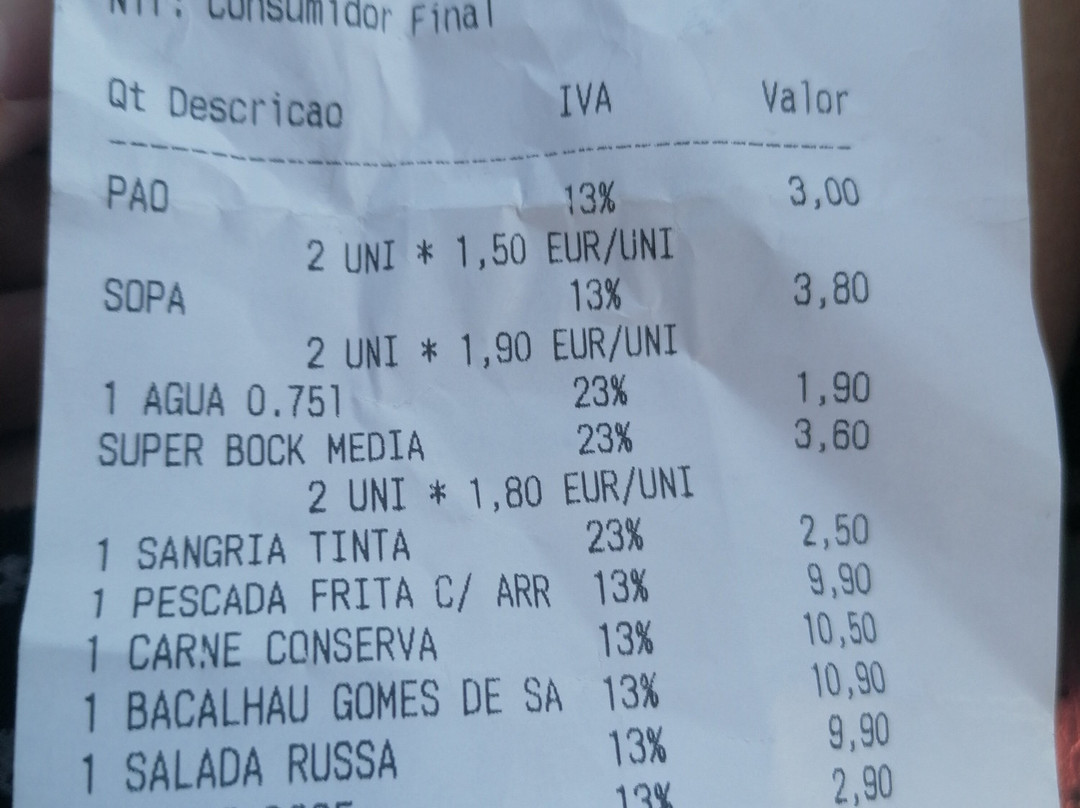 NIF: Consumidor Final
Qt Descricao IVA Valor
PAO 13% 3,00
2 UNI * 1,50 EUR/UNI
SOPA 13% 3,80
2 UNI * 1,90 EUR/UNI
1 AGUA 0.75l 23% 1,90
SUPER BOCK MEDIA 23% 3,60
2 UNI * 1,80 EUR/UNI
1 SANGRIA TINTA 23% 2,50
1 PESCADA FRITA C/ ARR 13% 9,90
1 CARNE CONSERVA 13% 10,50
1 BACALHAU GOMES DE SA 13% 10,90
1 SALADA RUSSA 13% 9,90
13% 2,90